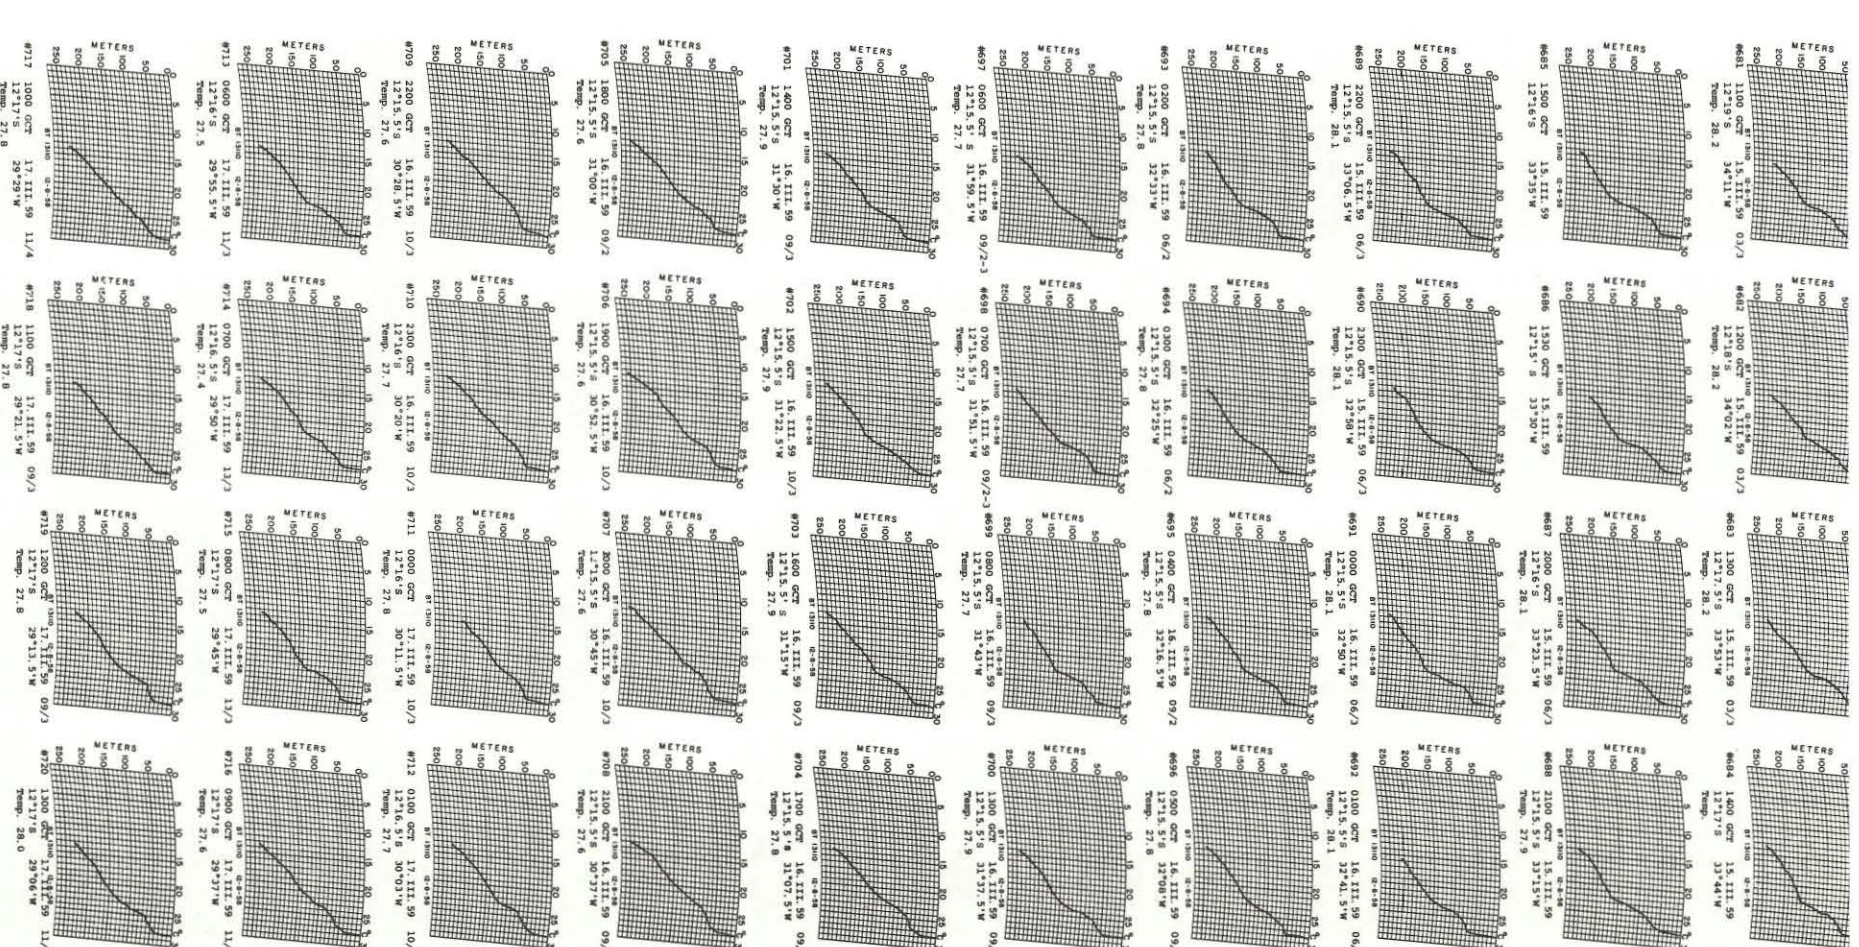 0 5 10 15 20 25 °C 30
50 100 150 200 250
METERS
BT 13110 12-8-58
#681 1100 GCT 15.III.59 03/3
12°19'S 34°11'W
Temp. 28.2
#682 1200 GCT 15.III.59 03/3
12°18'S 34°02'W
Temp. 28.2
#683 1300 GCT 15.III.59 03/3
12°17.5'S 33°53'W
Temp. 28.2
#684 1400 GCT 15.III.59
12°17'S 33°44'W
Temp.
#685 1500 GCT 15.III.59
12°16'S 33°35'W
#686 1530 GCT 15.III.59
12°15'S 33°30'W
#687 2000 GCT 15.III.59 06/3
12°16'S 33°23.5'W
Temp. 28.1
#688 2100 GCT 15.III.59
12°15.5'S 33°15'W
Temp. 27.9
#689 2200 GCT 15.III.59 06/3
12°15.5'S 33°06.5'W
Temp. 28.1
#690 2300 GCT 15.III.59 06/3
12°15.5'S 32°58'W
Temp. 28.1
#691 0000 GCT 16.III.59 06/3
12°15.5'S 32°50'W
Temp. 28.1
#692 0100 GCT 16.III.59 06/
12°15.5'S 32°41.5'W
Temp. 28.1
#693 0200 GCT 16.III.59 06/2
12°15.5'S 32°33'W
Temp. 27.8
#694 0300 GCT 16.III.59 06/2
12°15.5'S 32°25'W
Temp. 27.8
#695 0400 GCT 16.III.59 09/2
12°15.5'S 32°16.5'W
Temp. 27.8
#696 0500 GCT 16.III.59 09/
12°15.5'S 32°08'W
Temp. 27.8
#697 0600 GCT 16.III.59 09/2-3
12°15.5'S 31°59.5'W
Temp. 27.7
#698 0700 GCT 16.III.59 09/2-3
12°15.5'S 31°51.5'W
Temp. 27.7
#699 0800 GCT 16.III.59 09/3
12°15.5'S 31°43'W
Temp. 27.7
#700 1300 GCT 16.III.59 09/
12°15.5'S 31°37.5'W
Temp. 27.9
#701 1400 GCT 16.III.59 09/3
12°15.5'S 31°30'W
Temp. 27.9
#702 1500 GCT 16.III.59 10/3
12°15.5'S 31°22.5'W
Temp. 27.9
#703 1600 GCT 16.III.59 09/3
12°15.5'S 31°15'W
Temp. 27.9
#704 1700 GCT 16.III.59 09/
12°15.5'S 31°07.5'W
Temp. 27.8
#705 1800 GCT 16.III.59 09/2
12°15.5'S 31°00'W
Temp. 27.6
#706 1900 GCT 16.III.59 10/3
12°15.5'S 30°52.5'W
Temp. 27.6
#707 2000 GCT 16.III.59 10/3
12°15.5'S 30°45'W
Temp. 27.6
#708 2100 GCT 16.III.59 09/
12°15.5'S 30°37'W
Temp. 27.6
#709 2200 GCT 16.III.59 10/3
12°15.5'S 30°28.5'W
Temp. 27.6
#710 2300 GCT 16.III.59 10/3
12°16'S 30°20'W
Temp. 27.7
#711 0000 GCT 17.III.59 10/3
12°16'S 30°11.5'W
Temp. 27.8
#712 0100 GCT 17.III.59 10/
12°16.5'S 30°03'W
Temp. 27.7
#713 0600 GCT 17.III.59 11/3
12°16'S 29°55.5'W
Temp. 27.5
#714 0700 GCT 17.III.59 13/3
12°16.5'S 29°50'W
Temp. 27.4
#715 0800 GCT 17.III.59 13/3
12°17'S 29°45'W
Temp. 27.5
#716 0900 GCT 17.III.59 11/
12°17'S 29°37'W
Temp. 27.6
#717 1000 GCT 17.III.59 11/4
12°17'S 29°29'W
Temp. 27.8
#718 1100 GCT 17.III.59 09/3
12°17'S 29°21.5'W
Temp. 27.8
#719 1200 GCT 17.III.59 09/3
12°17'S 29°13.5'W
Temp. 27.8
#720 1300 GCT 17.III.59 11/
12°17'S 29°06'W
Temp. 28.0